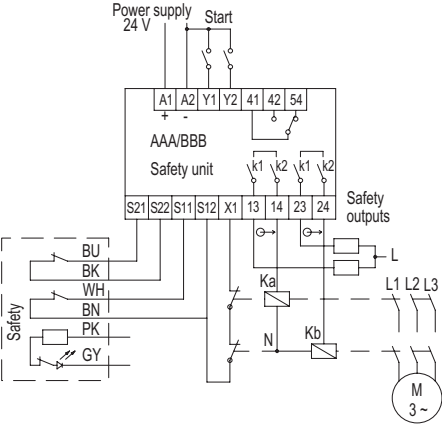 Power supply
24 V
Start
A1 A2 Y1 Y2 41 42 54
+ -
AAA/BBB
Safety unit
k1 k2 k1 k2
S21 S22 S11 S12 X1 13 14 23 24
Safety
outputs
L
BU
BK
WH
BN
PK
GY
Safety
Ka
L1 L2 L3
N
Kb
M
3 ~